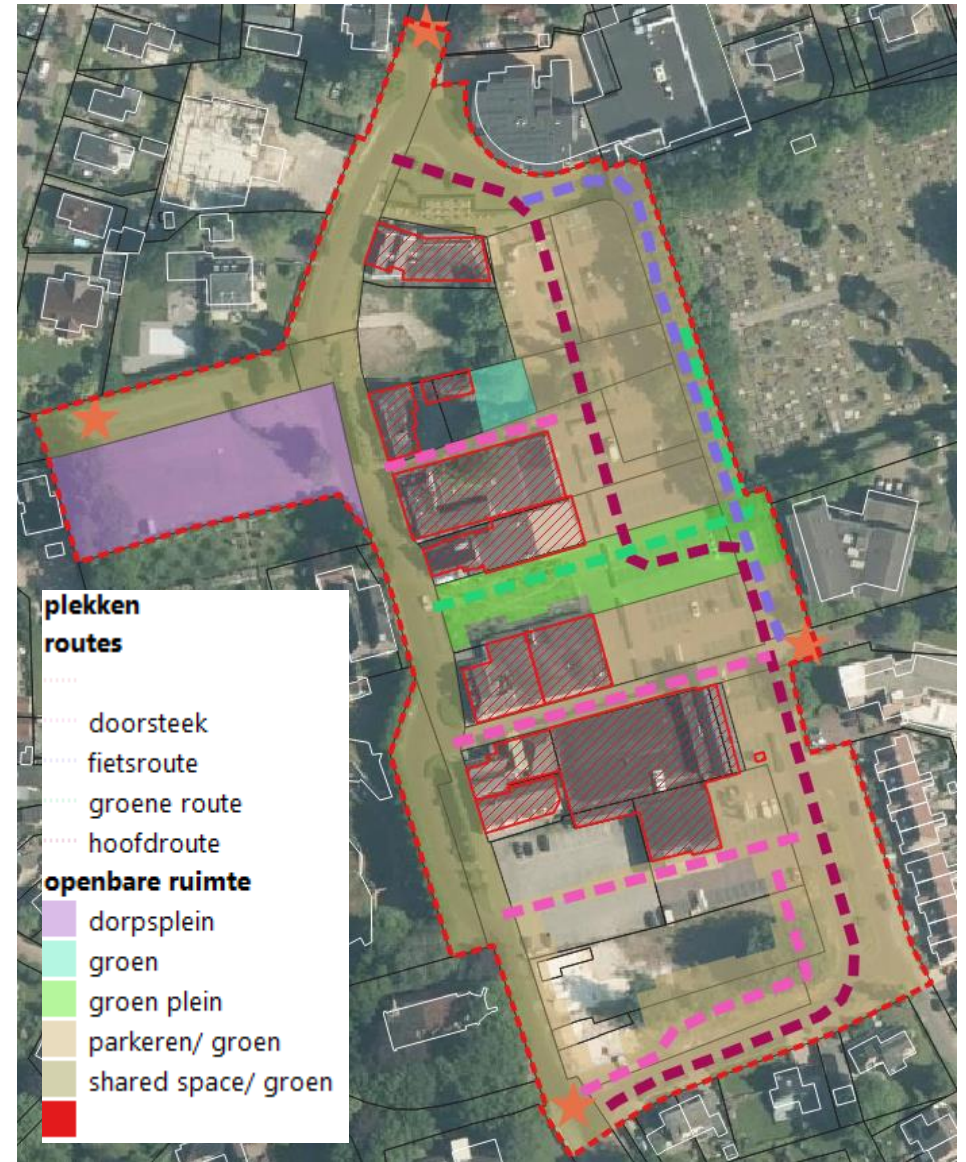 plekken
routes
doorsteek
fietsroute
groene route
hoofdroute
openbare ruimte
dorpsplein
groen
groen plein
parkeren/ groen
shared space/ groen